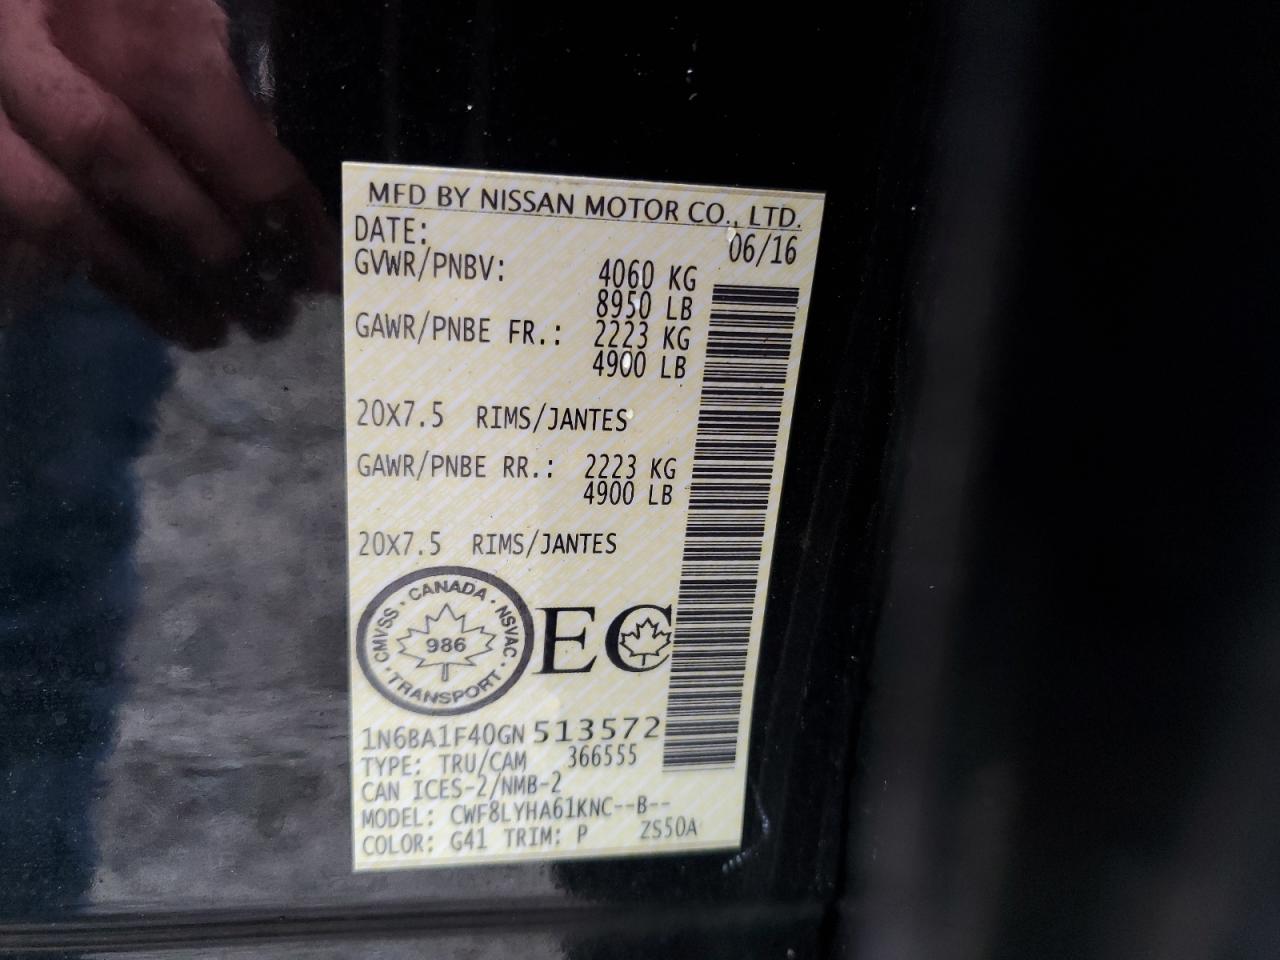 MFD BY NISSAN MOTOR CO., LTD.
DATE: 06/16
GVWR/PNBV: 4060 KG
8950 LB
GAWR/PNBE FR.: 2223 KG
4900 LB
20X7.5 RIMS/JANTES
GAWR/PNBE RR.: 2223 KG
4900 LB
20X7.5 RIMS/JANTES
CMVSS · CANADA · NSVAC · TRANSPORT ·
986
EC
1N6BA1F40GN513572
TYPE: TRU/CAM 366555
CAN ICES-2/NMB-2
MODEL: CWF8LYHA61KNC--B--
COLOR: G41 TRIM: P ZS50A